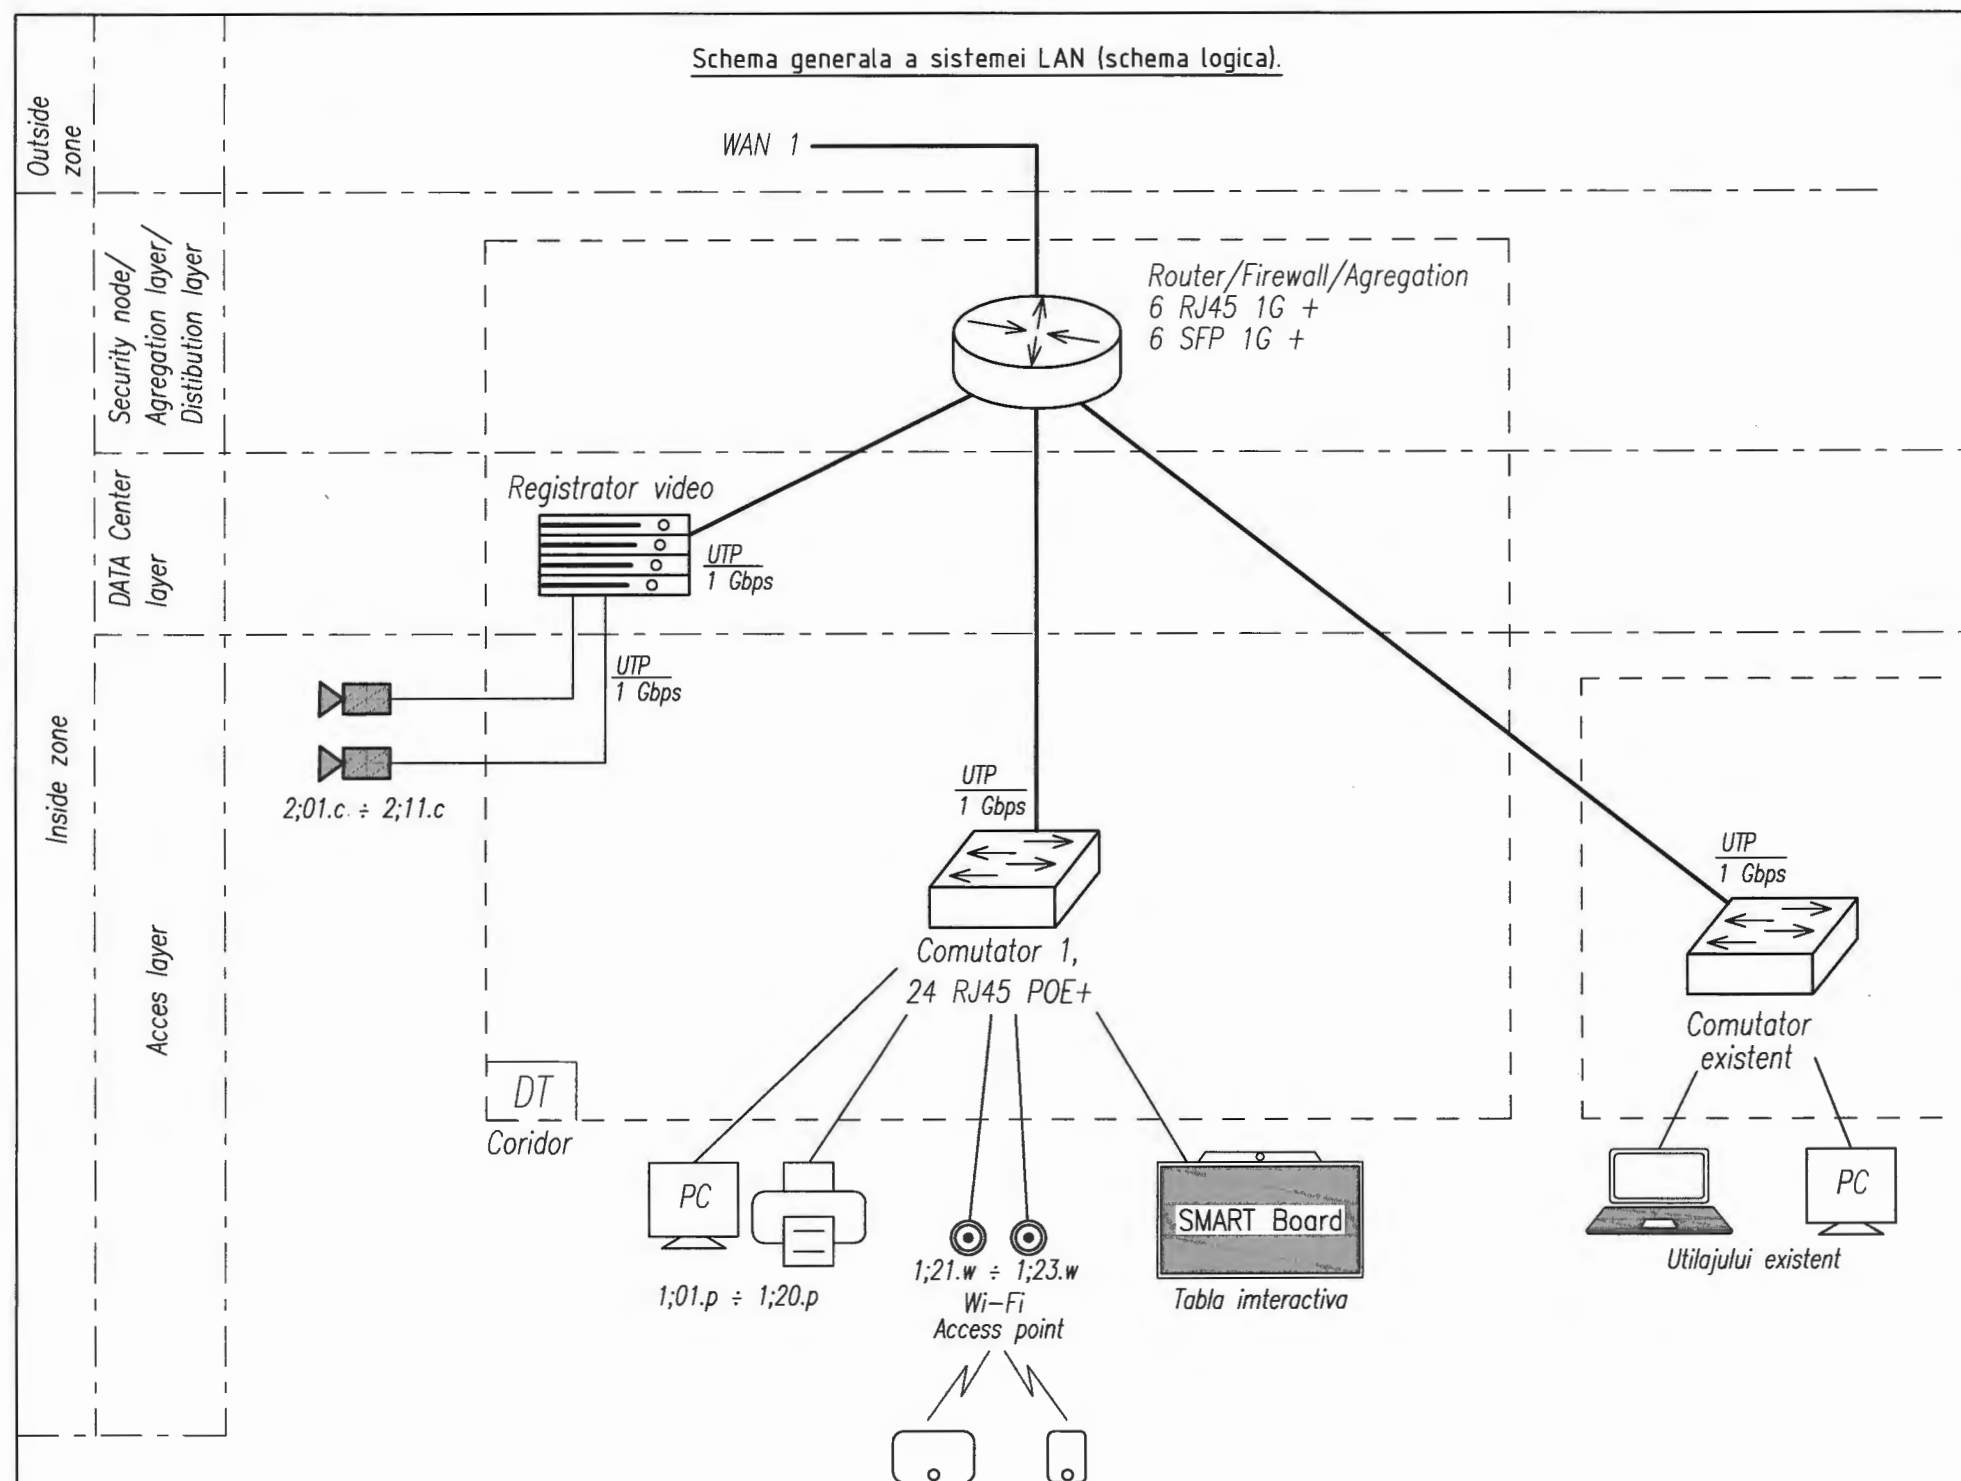 Schema generala a sistemei LAN (schema logica).
Outside
zone
WAN 1
Inside zone
Security node/
Agregation layer/
Distibution layer
Router/Firewall/Agregation
6 RJ45 1G +
6 SFP 1G +
DATA Center
layer
Registrator video
UTP
1 Gbps
Acces layer
UTP
1 Gbps
2;01.c. ÷ 2;11.c
UTP
1 Gbps
Comutator 1,
24 RJ45 POE+
UTP
1 Gbps
Comutator
existent
DT
Coridor
PC
1;01.p ÷ 1;20.p
1;21.w ÷ 1;23.w
Wi-Fi
Access point
SMART Board
Tabla imteractiva
PC
Utilajului existent